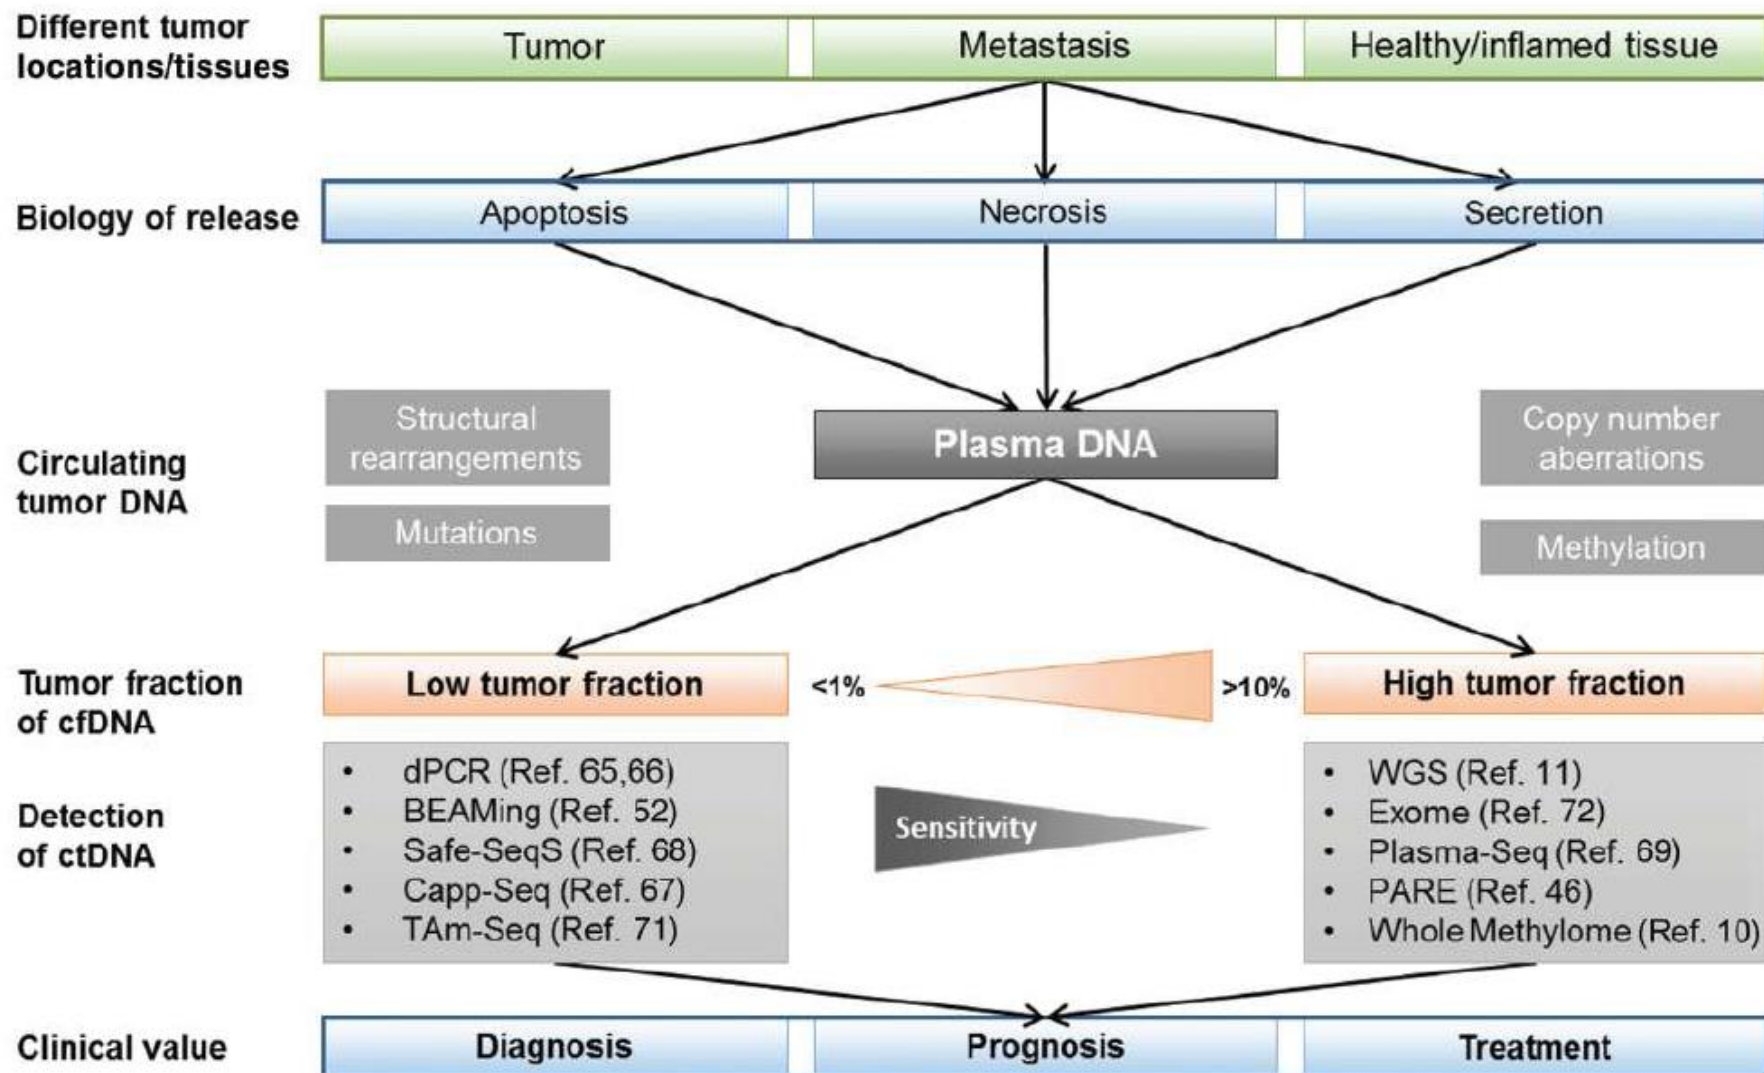 Different tumor
locations/tissues
Tumor
Metastasis
Healthy/inflamed tissue
Biology of release
Apoptosis
Necrosis
Secretion
Circulating
tumor DNA
Structural
rearrangements
Mutations
Plasma DNA
Copy number
aberrations
Methylation
Tumor fraction
of cfDNA
Low tumor fraction
<1%
>10%
High tumor fraction
Detection
of ctDNA
• dPCR (Ref. 65,66)
• BEAMing (Ref. 52)
• Safe-SeqS (Ref. 68)
• Capp-Seq (Ref. 67)
• TAm-Seq (Ref. 71)
Sensitivity
• WGS (Ref. 11)
• Exome (Ref. 72)
• Plasma-Seq (Ref. 69)
• PARE (Ref. 46)
• Whole Methylome (Ref. 10)
Clinical value
Diagnosis
Prognosis
Treatment